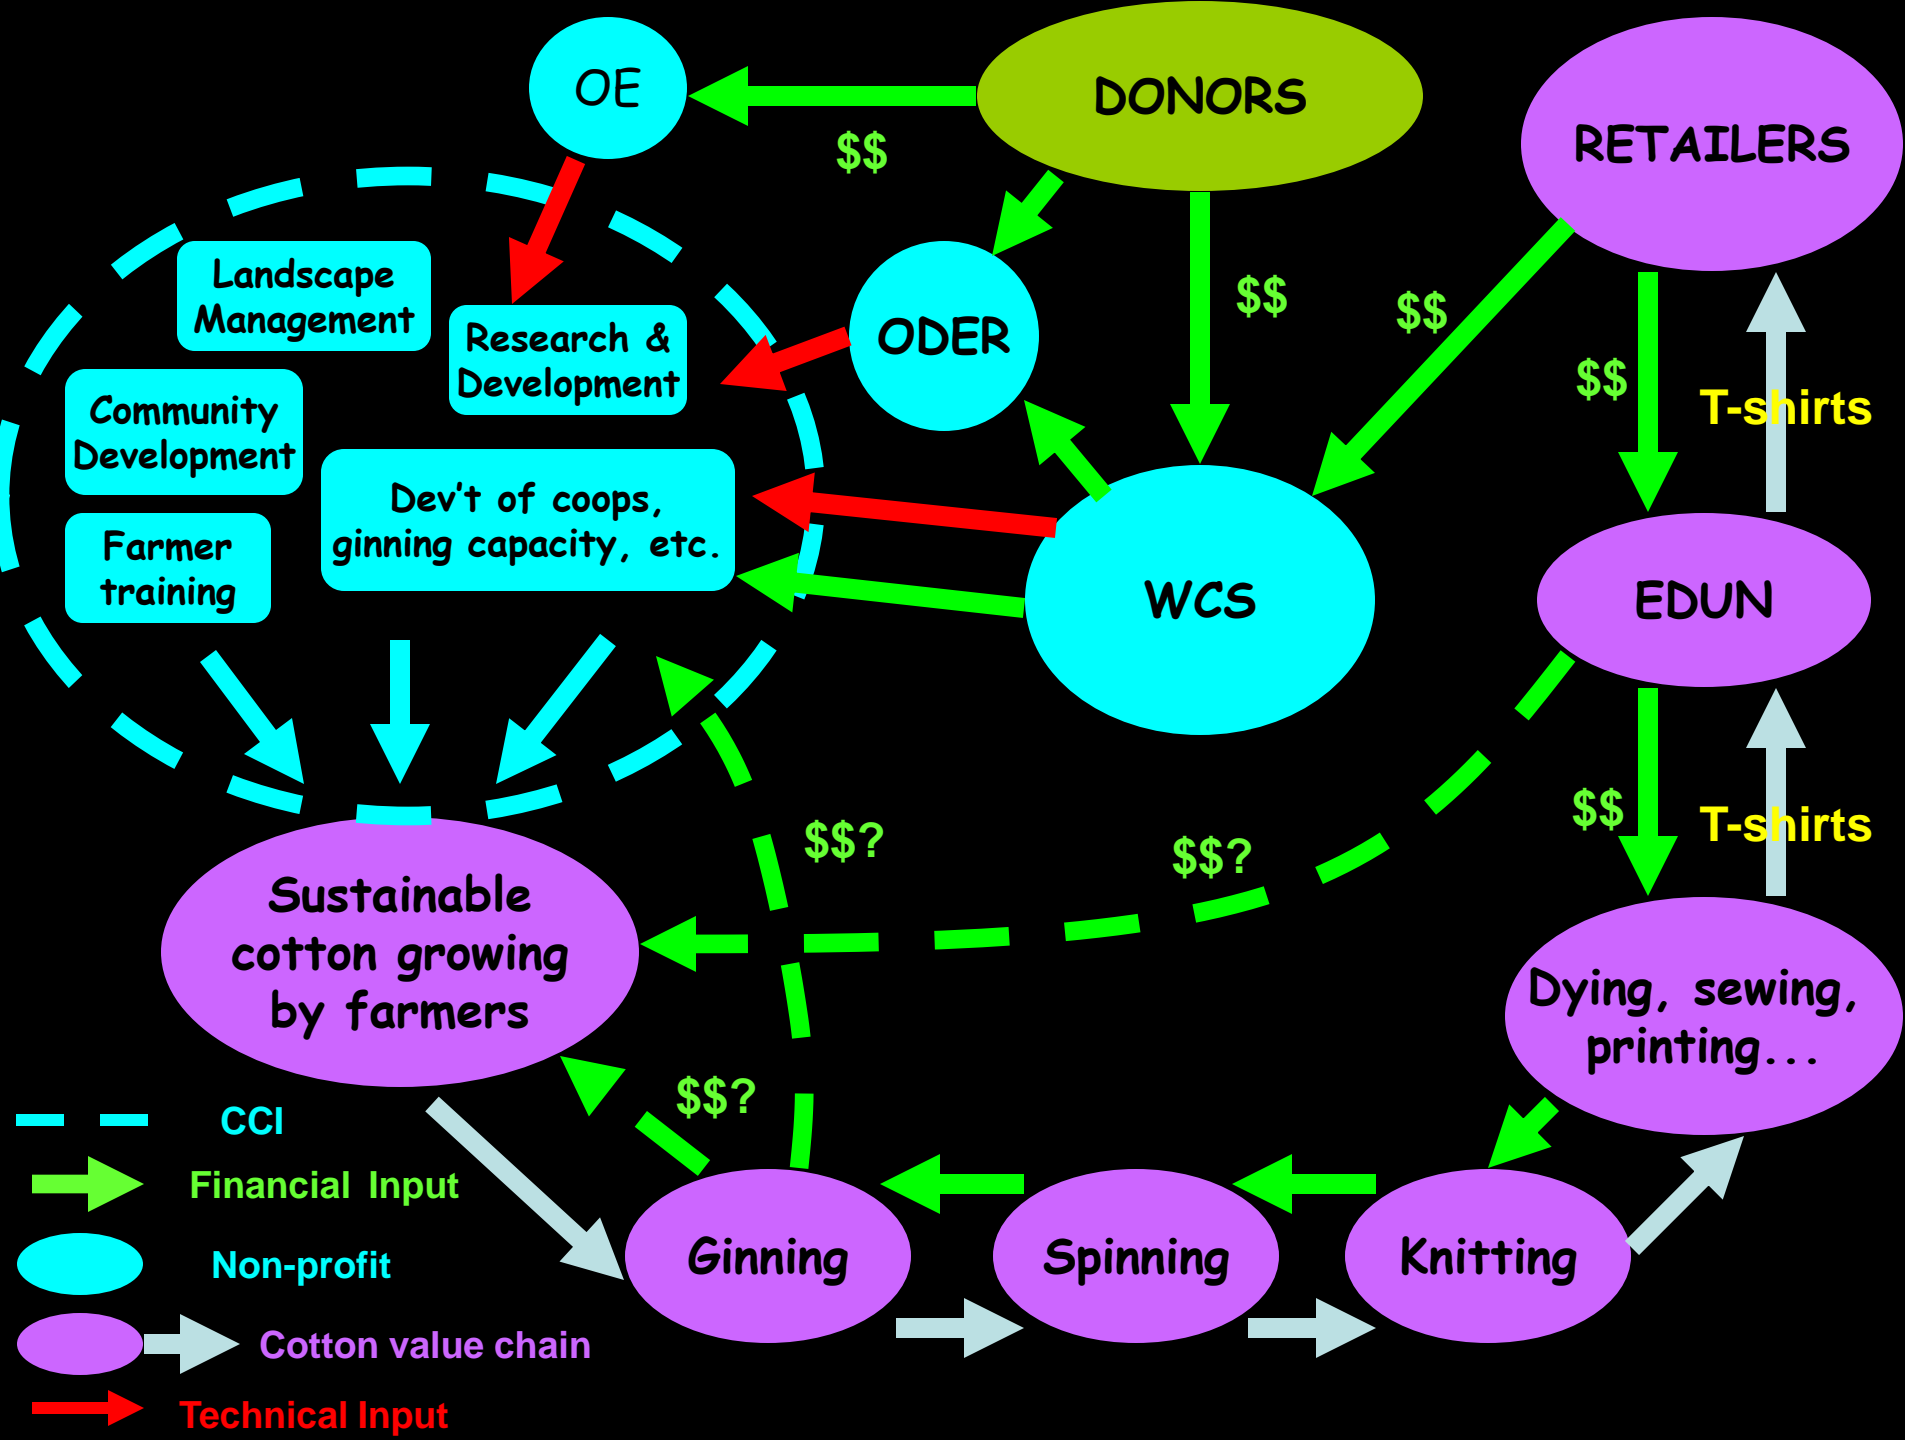 OE
DONORS
RETAILERS
$$
Landscape
Management
Research &
Development
ODER
$$
$$
$$
T-shirts
Community
Development
Dev't of coops,
ginning capacity, etc.
Farmer
training
WCS
EDUN
$$
T-shirts
$$?
$$?
Sustainable
cotton growing
by farmers
Dying, sewing,
printing...
$$?
CCI
Financial Input
Ginning
Spinning
Knitting
Non-profit
Cotton value chain
Technical Input